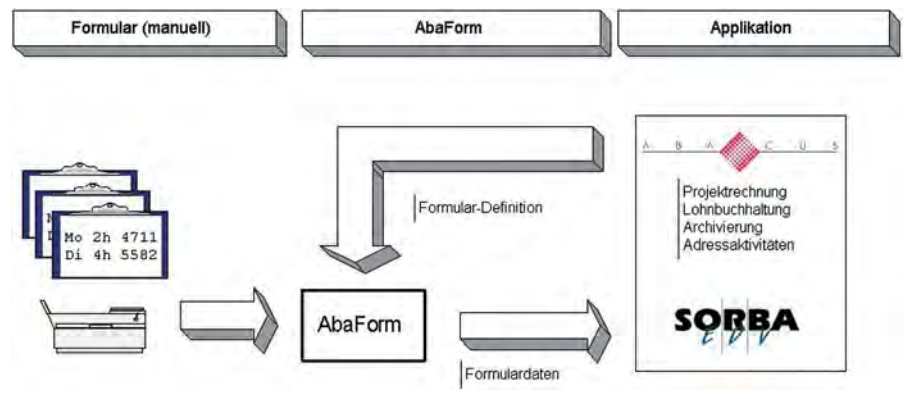 Formular (manuell)
AbaForm
Applikation
A B A C U S
Formular-Definition
Projektrechnung
Lohnbuchhaltung
Archivierung
Adressaktivitäten
Mo 2h 4711
Di 4h 5582
AbaForm
SORBA
EDV
Formulardaten